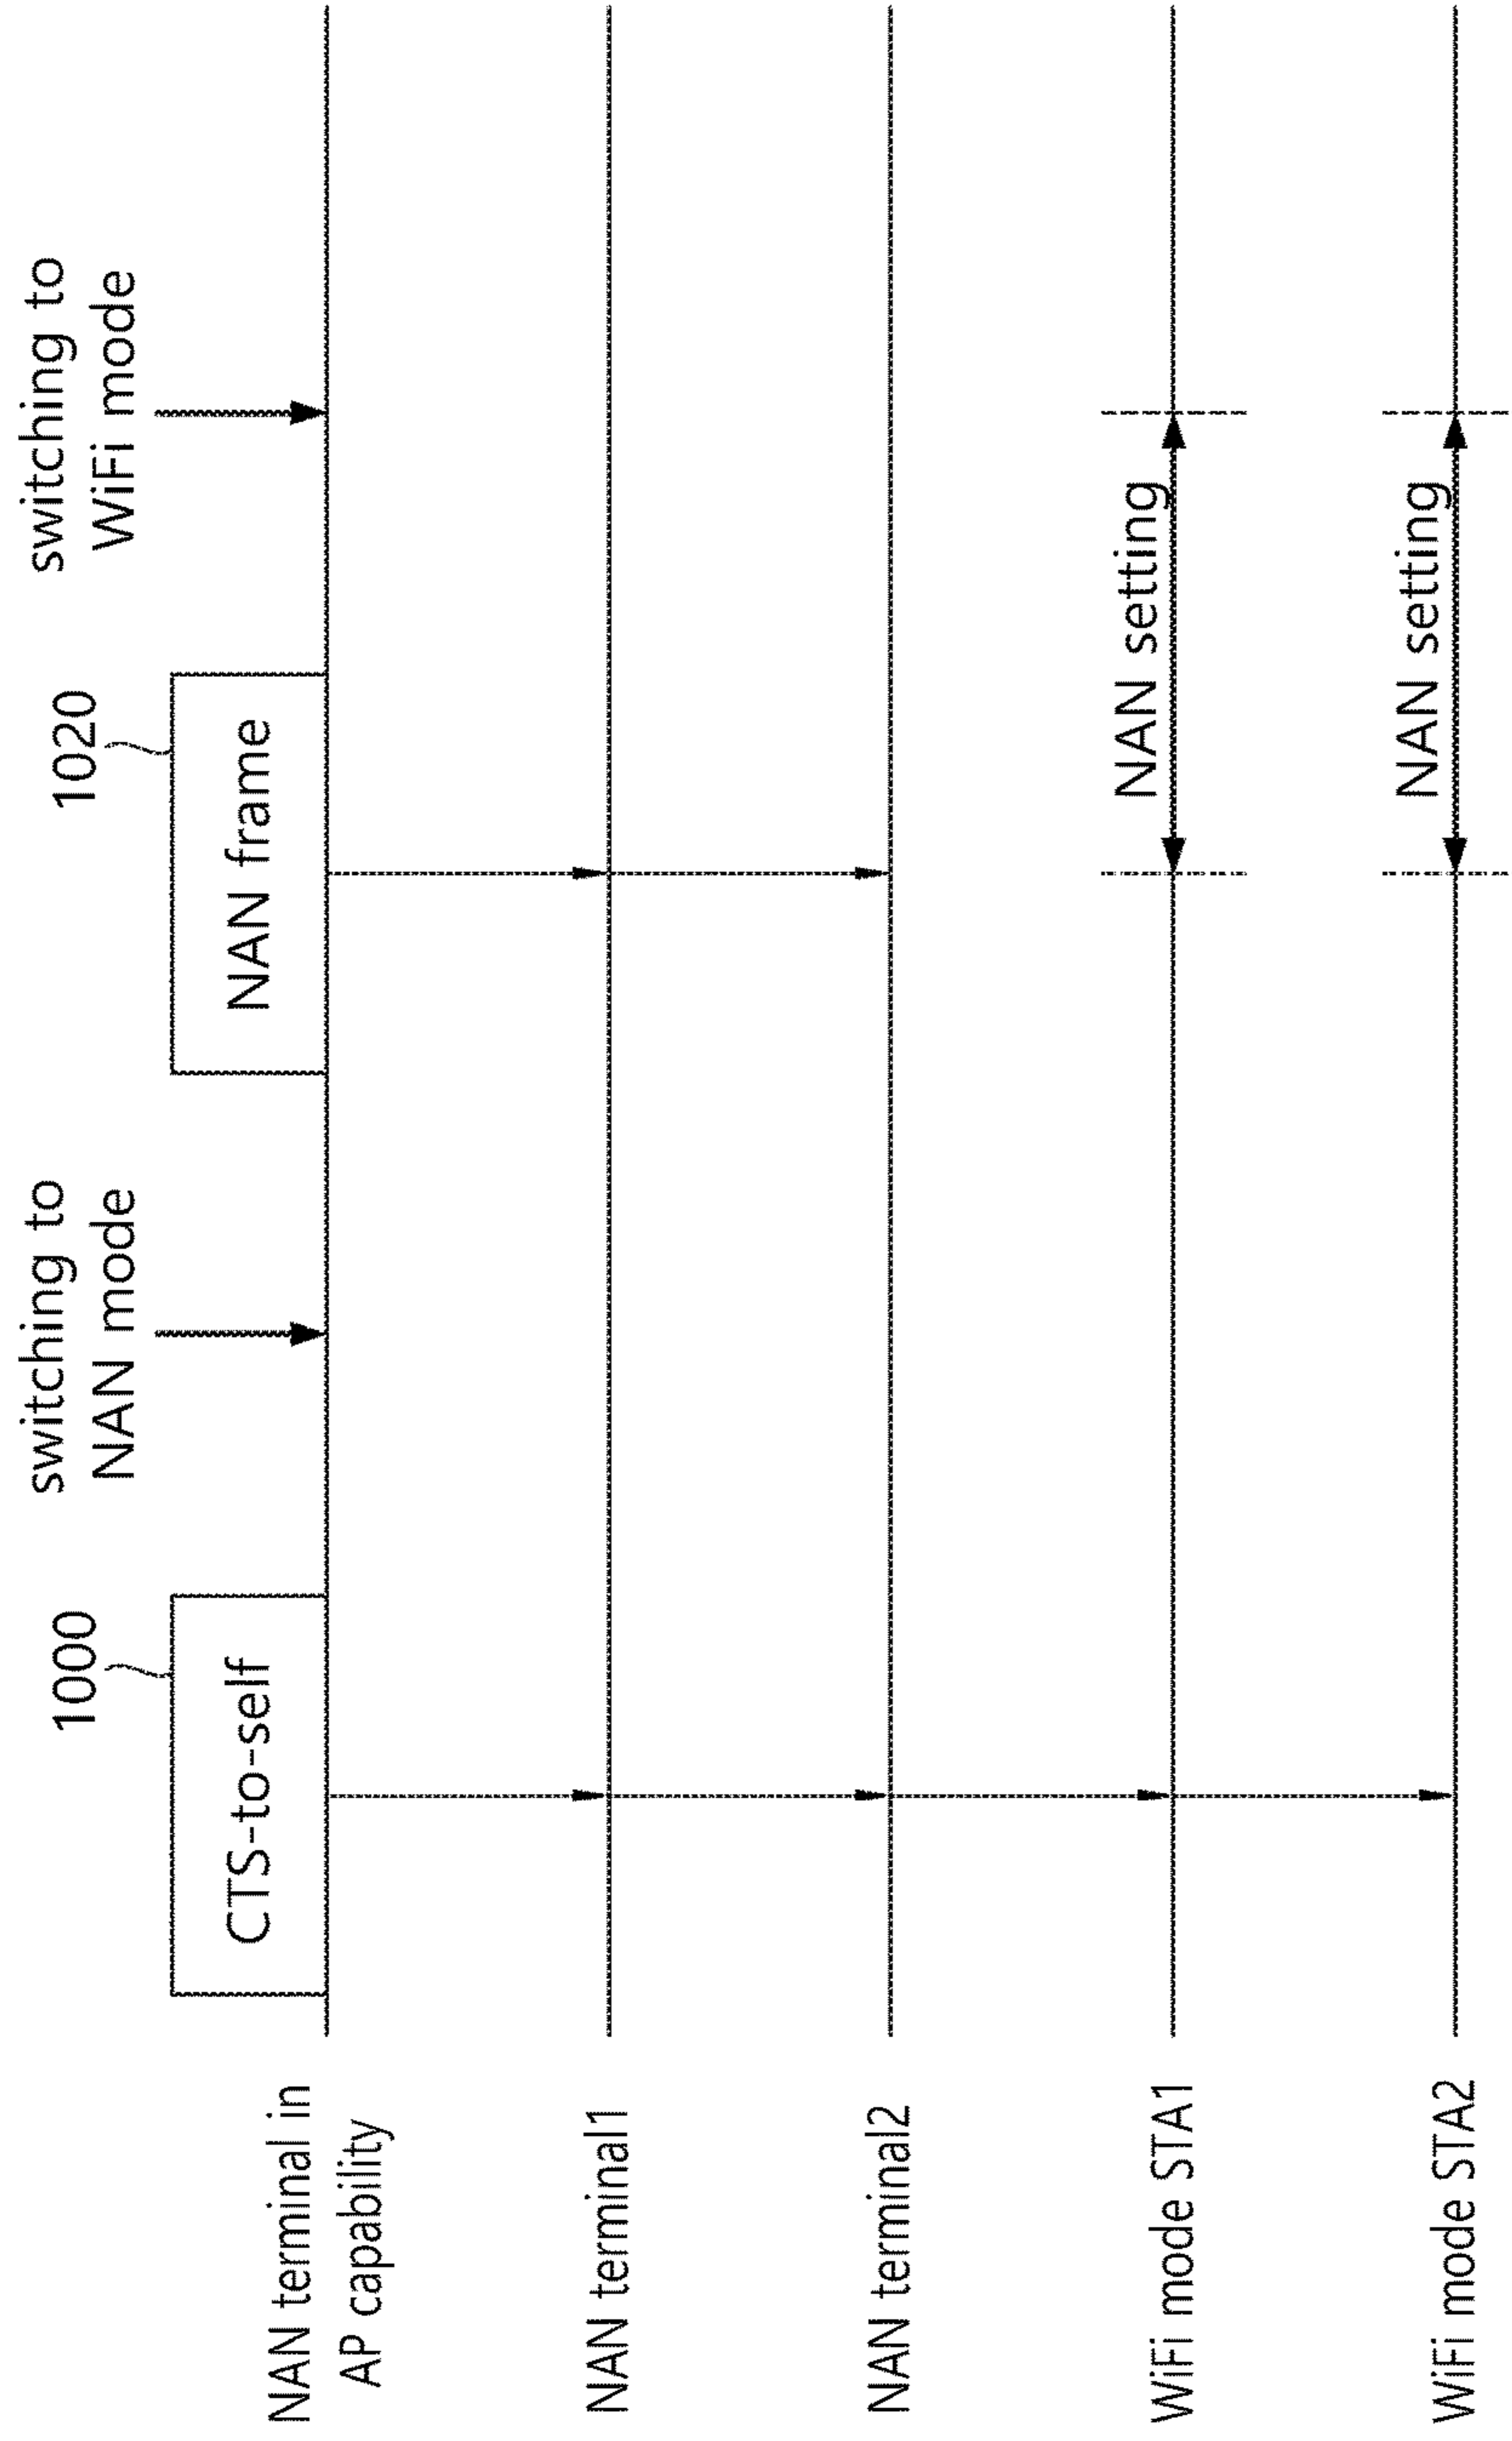 switching to
NAN mode
switching to
WiFi mode
1000
1020
CTS-to-self
NAN frame
NAN terminal in
AP capability
NAN terminal1
NAN terminal2
WiFi mode STA1
NAN setting
WiFi mode STA2
NAN setting